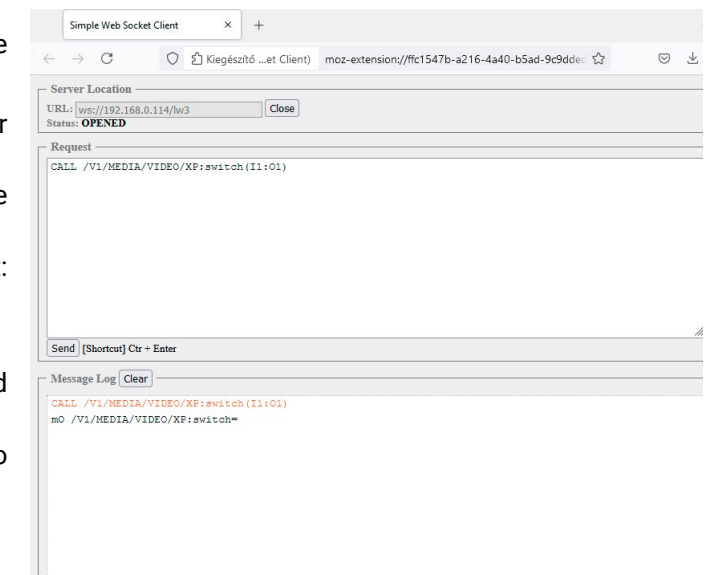 Simple Web Socket Client × +
Kiegészítő ...et Client) moz-extension://ffc1547b-a216-4a40-b5ad-9c9ddec
Server Location
URL: ws://192.168.0.114/lw3 Close
Status: OPENED
Request
CALL /V1/MEDIA/VIDEO/XP:switch(I1:O1)
Send [Shortcut] Ctr + Enter
Message Log Clear
CALL /V1/MEDIA/VIDEO/XP:switch(I1:O1)
mO /V1/MEDIA/VIDEO/XP:switch=